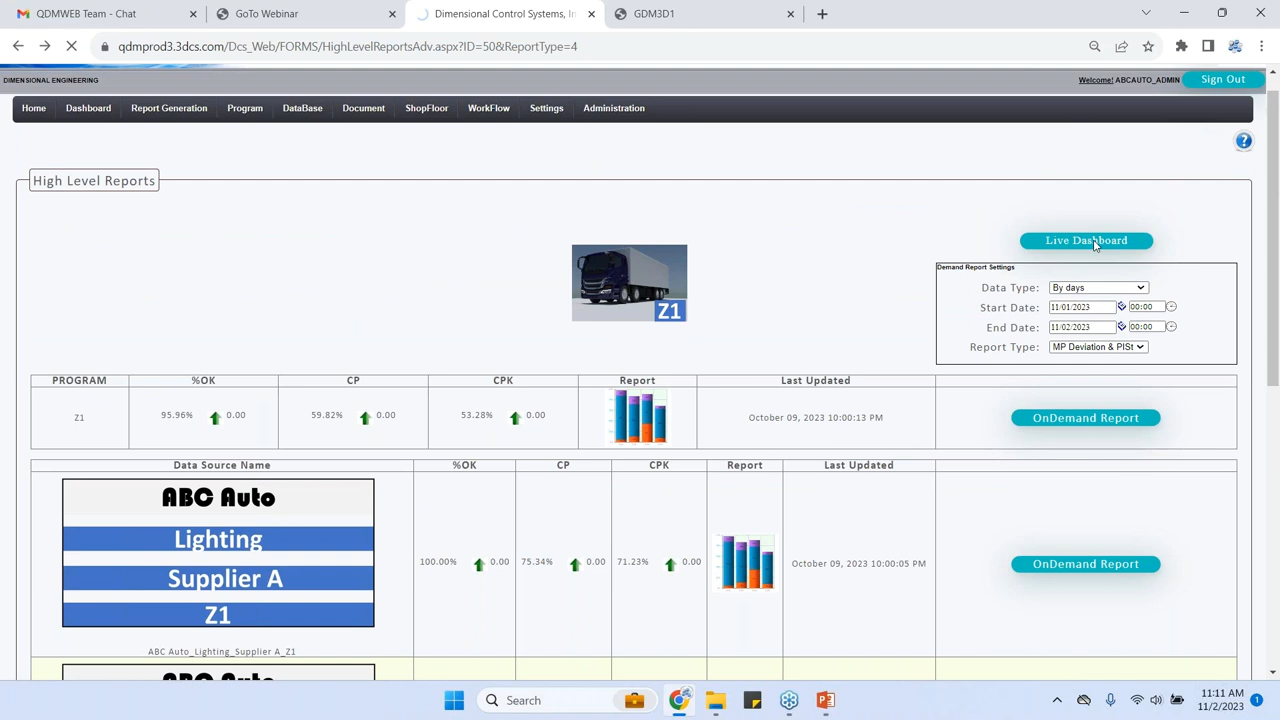 QDMWEB Team - Chat
GoTo Webinar
Dimensional Control Systems, In
GDM3D1
qdmprod3.3dcs.com/Dcs_Web/FORMS/HighLevelReportsAdv.aspx?ID=50&ReportType=4
DIMENSIONAL ENGINEERING
Welcome! ABCAUTO_ADMIN
Sign Out
Home Dashboard Report Generation Program DataBase Document ShopFloor WorkFlow Settings Administration
?
High Level Reports
Live Dashboard
Demand Report Settings
Data Type: By days
Start Date: 11/01/2023 00:00
End Date: 11/02/2023 00:00
Report Type: MP Deviation & PISt
Z1
PROGRAM %OK CP CPK Report Last Updated
Z1 95.96% 0.00 59.82% 0.00 53.28% 0.00 October 09, 2023 10:00:13 PM OnDemand Report
Data Source Name %OK CP CPK Report Last Updated
ABC Auto
Lighting
Supplier A
Z1
100.00% 0.00 75.34% 0.00 71.23% 0.00 October 09, 2023 10:00:05 PM OnDemand Report
ABC Auto_Lighting_Supplier A_Z1
ABC Auto
Search
11:11 AM
11/2/2023
1